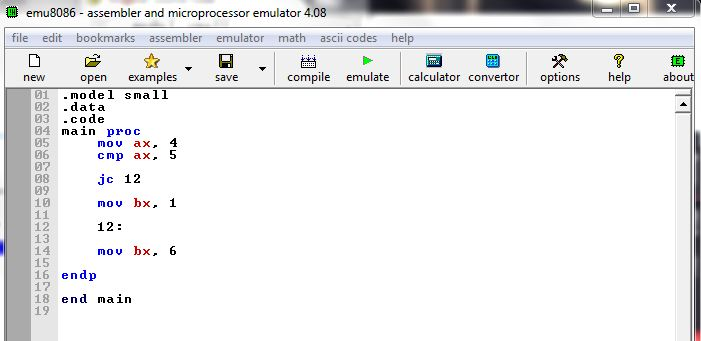 emu8086 - assembler and microprocessor emulator 4.08
file edit bookmarks assembler emulator math ascii codes help
new open examples save compile emulate calculator convertor options help about
01 .model small
02 .data
03 .code
04 main proc
05 mov ax, 4
06 cmp ax, 5
07
08 jc 12
09
10 mov bx, 1
11
12 12:
13
14 mov bx, 6
15
16 endp
17
18 end main
19